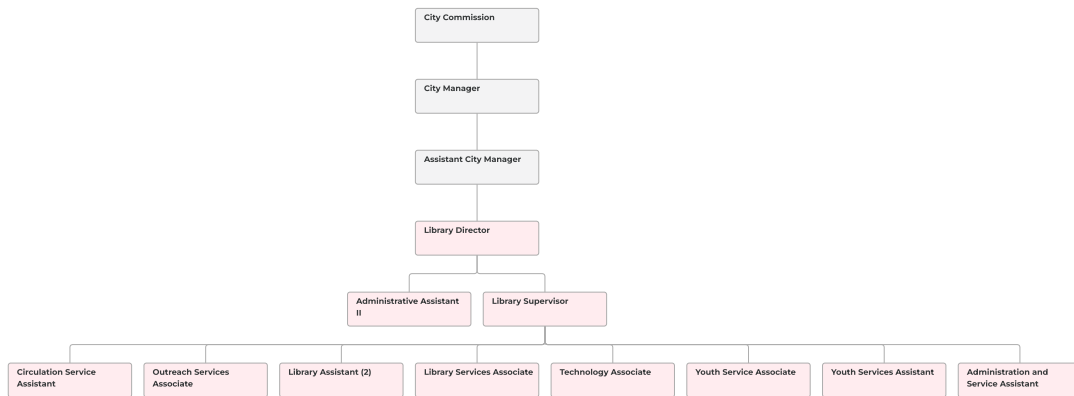 City Commission
City Manager
Assistant City Manager
Library Director
Administrative Assistant
II
Library Supervisor
Circulation Service
Assistant
Outreach Services
Associate
Library Assistant (2)
Library Services Associate
Technology Associate
Youth Service Associate
Youth Services Assistant
Administration and
Service Assistant